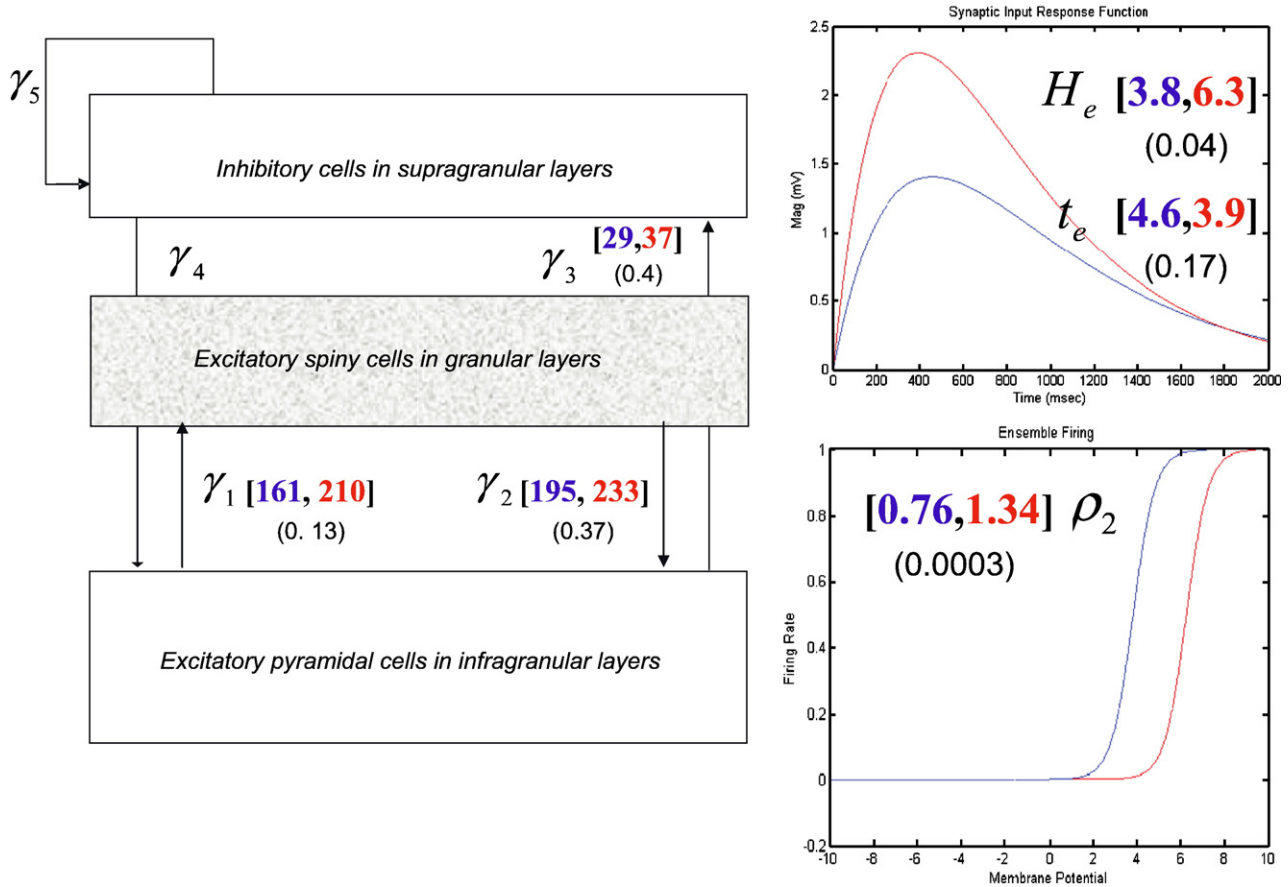 γ5
Inhibitory cells in supragranular layers
γ4
γ3 [29,37]
(0.4)
Excitatory spiny cells in granular layers
γ1 [161, 210]
(0. 13)
γ2 [195, 233]
(0.37)
Excitatory pyramidal cells in infragranular layers
Synaptic Input Response Function
2.5
2
1.5
1
0.5
0
Mag (mV)
He [3.8,6.3]
(0.04)
te [4.6,3.9]
(0.17)
0 200 400 600 800 1000 1200 1400 1600 1800 2000
Time (msec)
Ensemble Firing
1
0.8
0.6
0.4
0.2
0
-0.2
Firing Rate
[0.76,1.34] ρ2
(0.0003)
-10 -8 -6 -4 -2 0 2 4 6 8 10
Membrane Potential